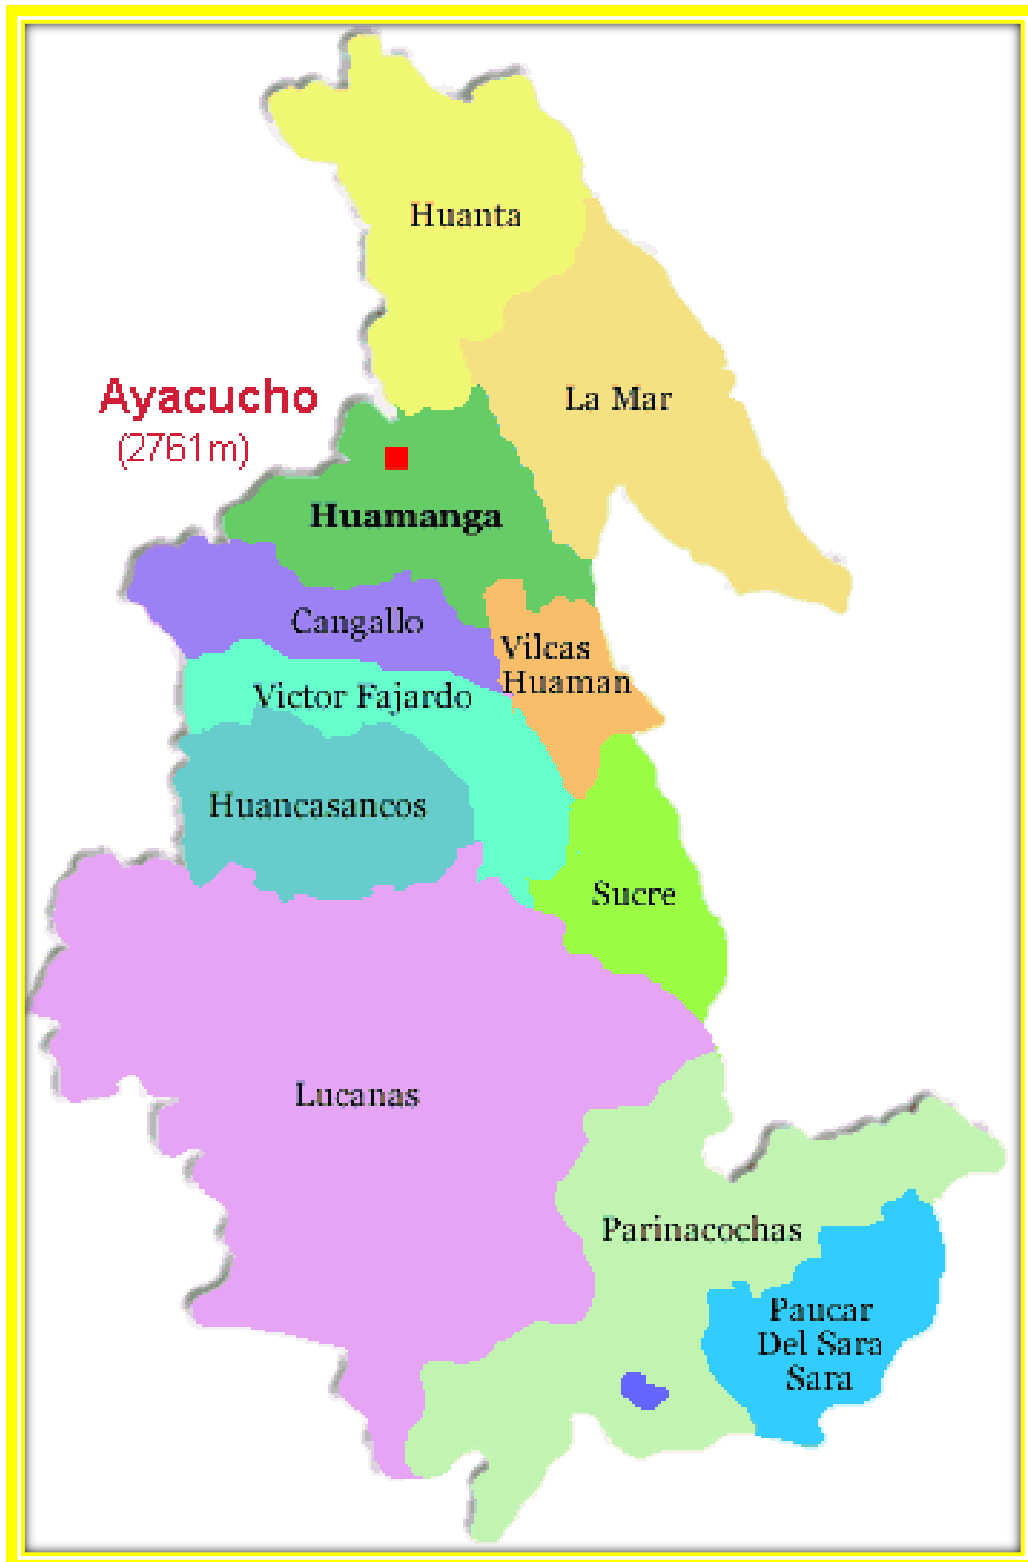 Huanta
La Mar
Ayacucho
(2761m)
Huamanga
Cangallo
Vilcas
Huaman
Victor Fajardo
Huancasancos
Sucre
Lucanas
Parinacochas
Paucar
Del Sara
Sara